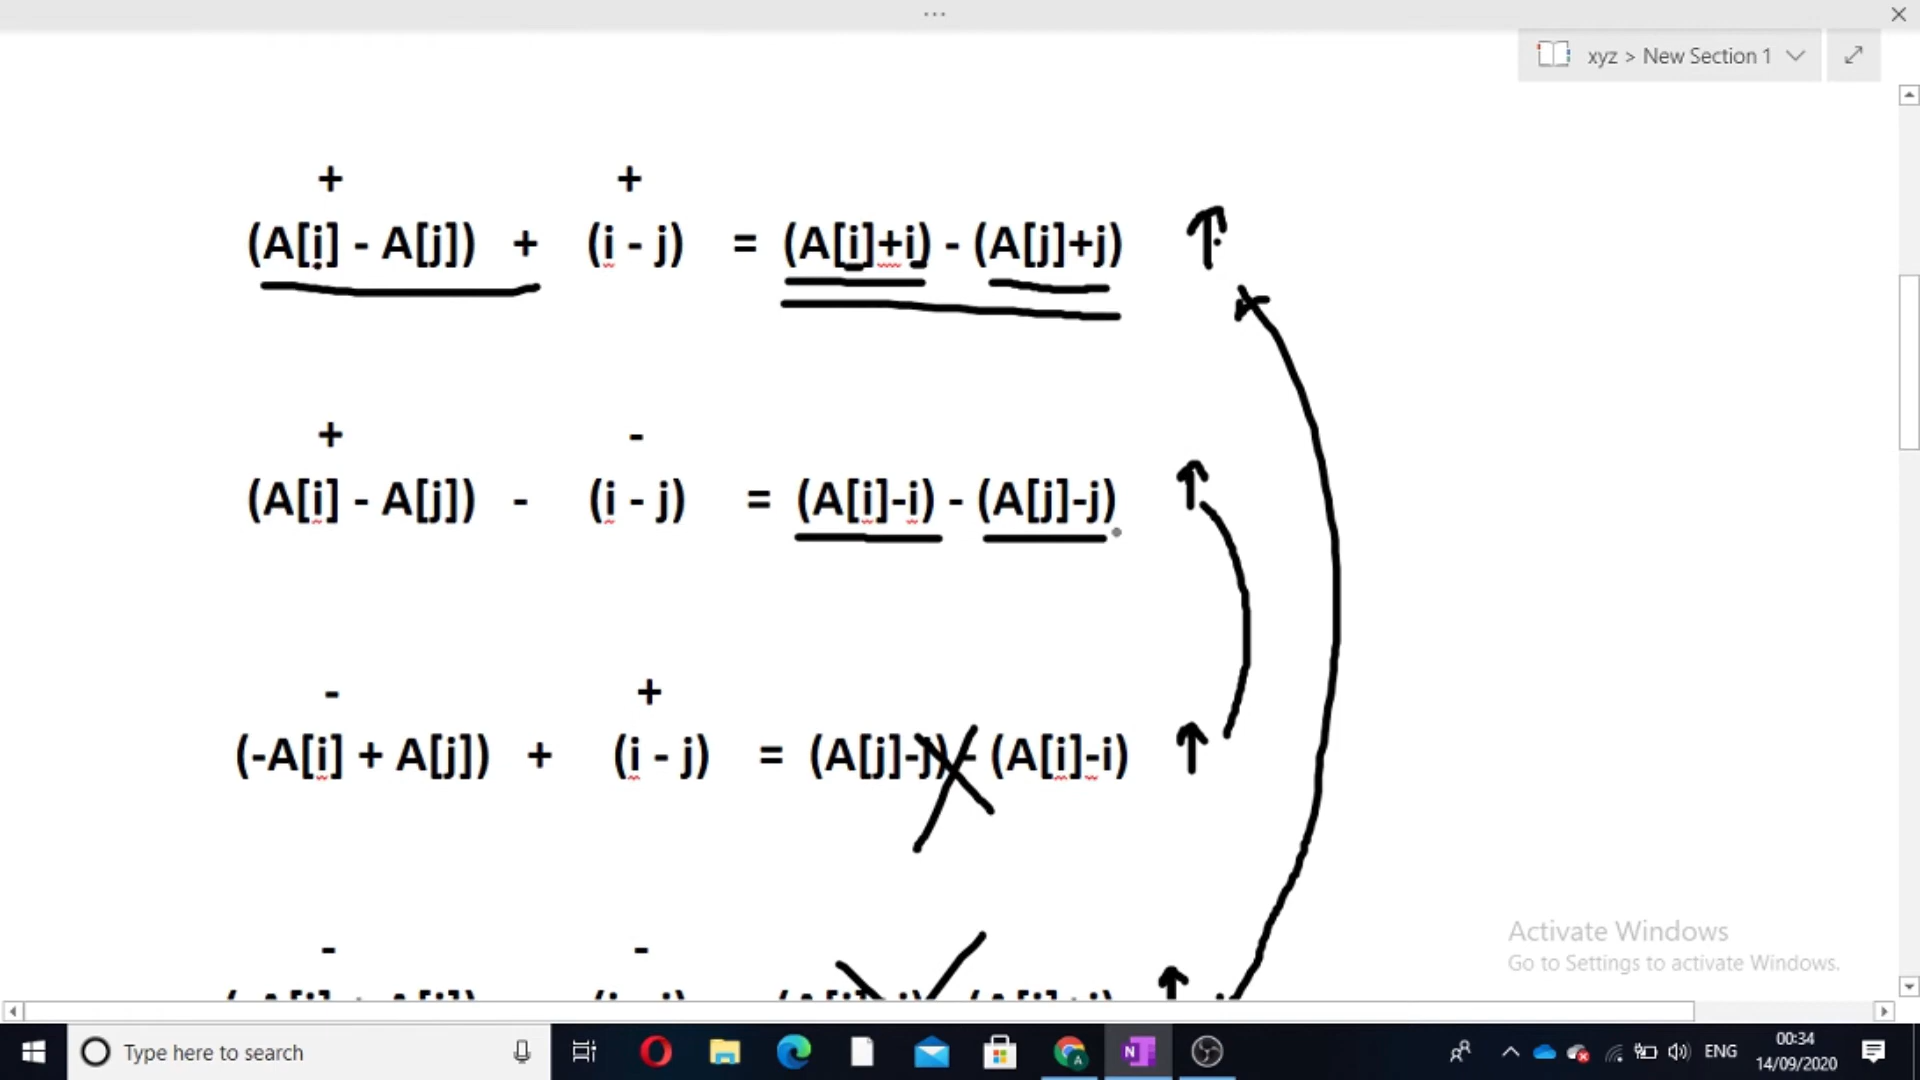 xyz > New Section 1
+ +
(A[i] - A[j]) + (i - j) = (A[i]+i) - (A[j]+j)
+ -
(A[i] - A[j]) - (i - j) = (A[i]-i) - (A[j]-j)
- +
(-A[i] + A[j]) + (i - j) = (A[j]-j) - (A[i]-i)
- -
Activate Windows
Go to Settings to activate Windows.
Type here to search
ENG
00:34
14/09/2020